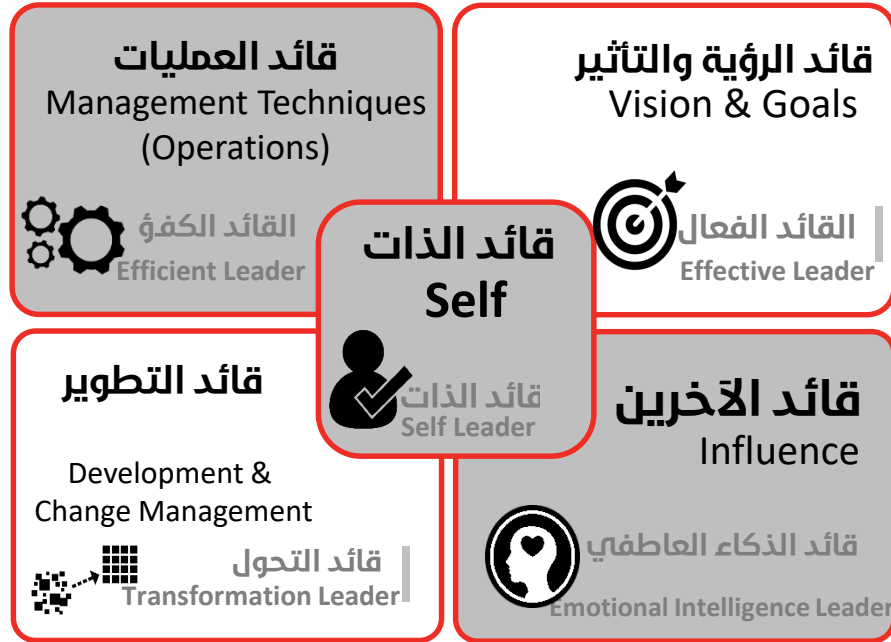 قائد العمليات
Management Techniques
(Operations)
القائد الكفؤ
Efficient Leader
قائد الرؤية والتأثير
Vision & Goals
القائد الفعال
Effective Leader
قائد الذات
Self
قائد الذات
Self Leader
قائد التطوير
Development &
Change Management
قائد التحول
Transformation Leader
قائد الآخرين
Influence
قائد الذكاء العاطفي
Emotional Intelligence Leader